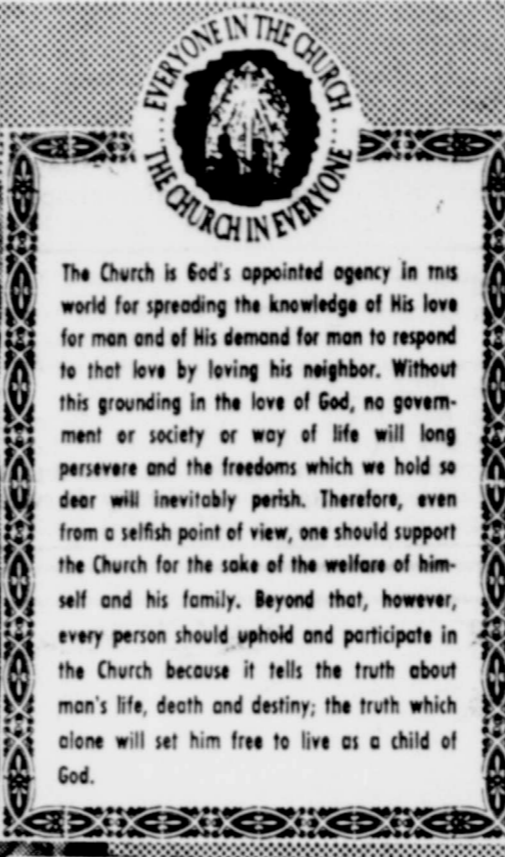 EVERYONE IN THE CHURCH
THE CHURCH IN EVERYONE
The Church is God's appointed agency in this
world for spreading the knowledge of His love
for man and of His demand for man to respond
to that love by loving his neighbor. Without
this grounding in the love of God, no govern-
ment or society or way of life will long
persevere and the freedoms which we hold so
dear will inevitably perish. Therefore, even
from a selfish point of view, one should support
the Church for the sake of the welfare of him-
self and his family. Beyond that, however,
every person should uphold and participate in
the Church because it tells the truth about
man's life, death and destiny; the truth which
alone will set him free to live as a child of
God.